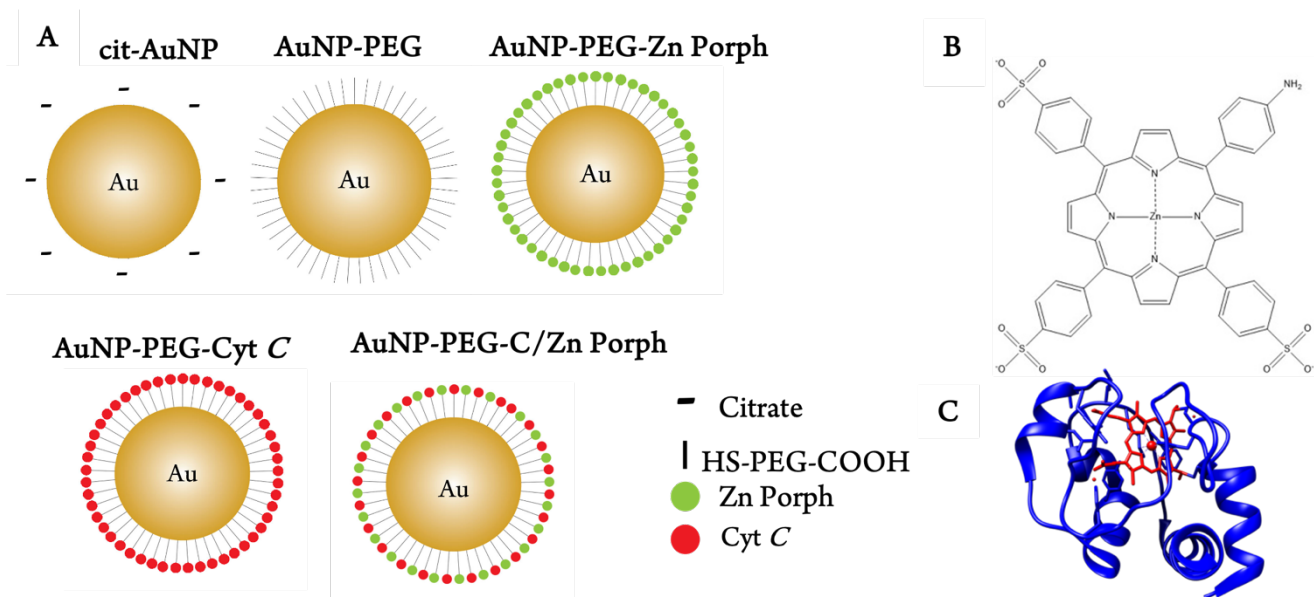 A
cit-AuNP
AuNP-PEG
AuNP-PEG-Zn Porph
- - -
- Au -
- - -
Au
Au
AuNP-PEG-Cyt C
AuNP-PEG-C/Zn Porph
Au
Au
- Citrate
HS-PEG-COOH
Zn Porph
Cyt C
B
-O
O
S
O
NH₂
N
N
Zn
N
N
O
S
O
O-
O
S
-O
O
C